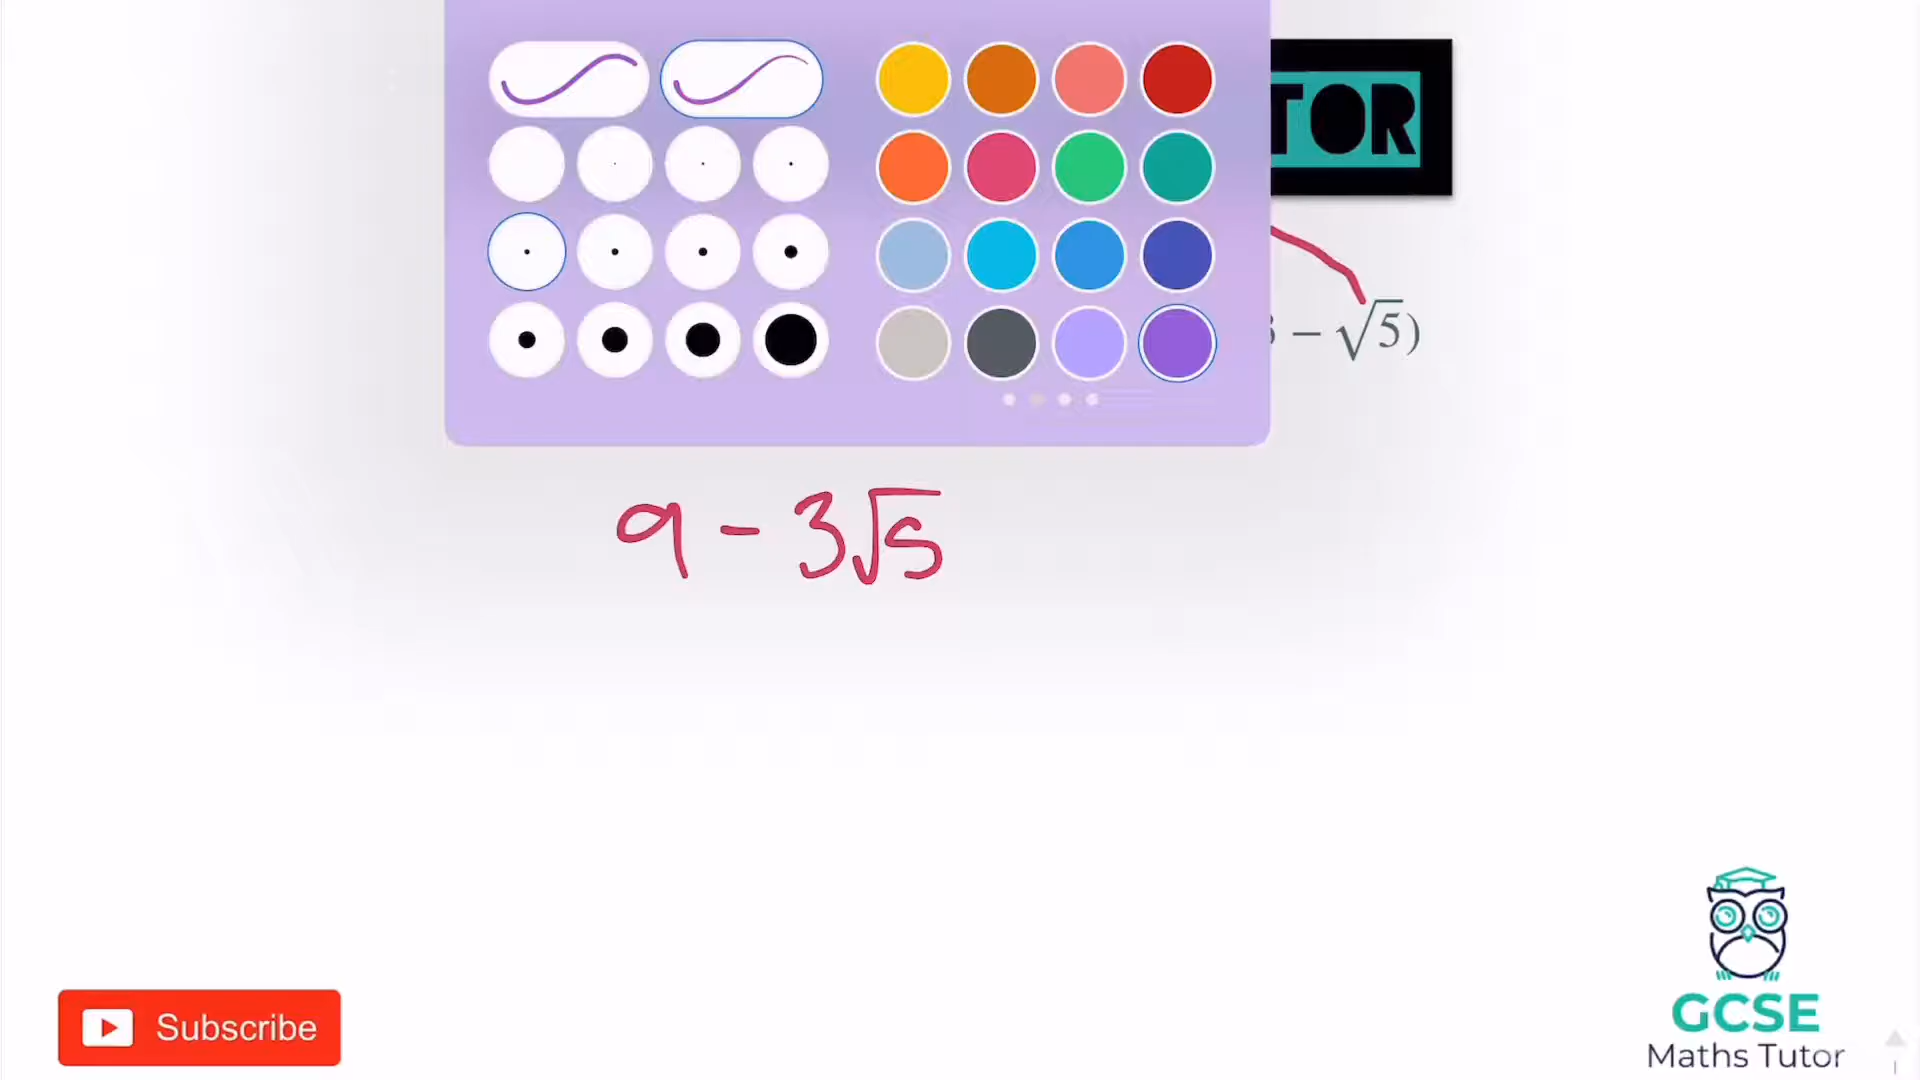 TOR
− √5)
9 − 3√5
Subscribe
GCSE
Maths Tutor